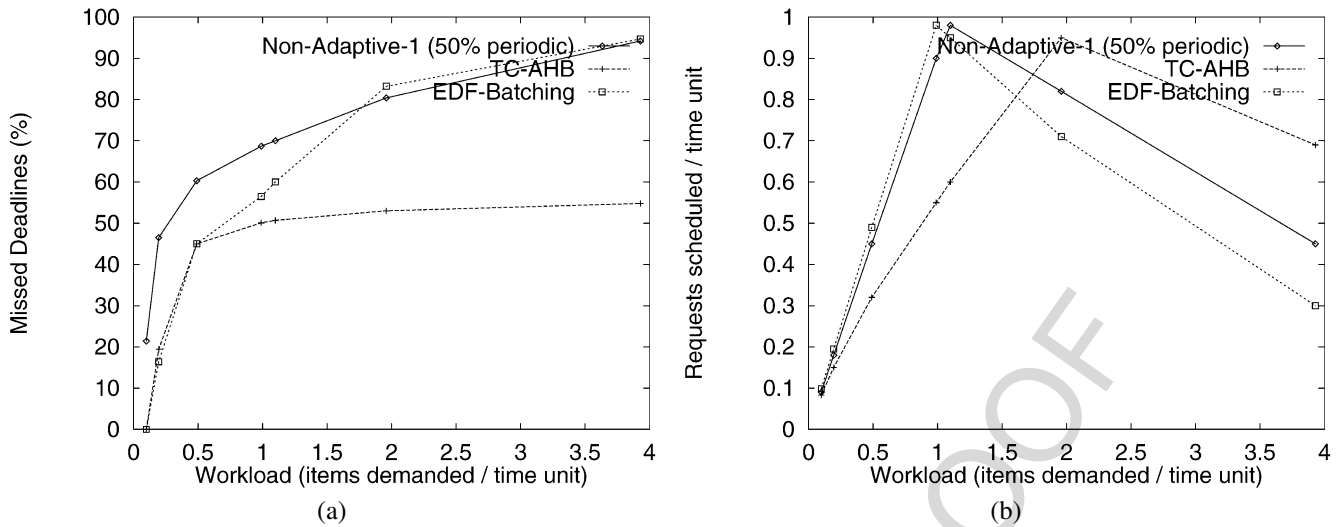 100
90
80
70
60
50
40
30
20
10
0
Missed Deadlines (%)
Non-Adaptive-1 (50% periodic)
TC-AHB
EDF-Batching
0 0.5 1 1.5 2 2.5 3 3.5 4
Workload (items demanded / time unit)
(a)
1
0.9
0.8
0.7
0.6
0.5
0.4
0.3
0.2
0.1
0
Requests scheduled / time unit
Non-Adaptive-1 (50% periodic)
TC-AHB
EDF-Batching
0 0.5 1 1.5 2 2.5 3 3.5 4
Workload (items demanded / time unit)
(b)
OOF